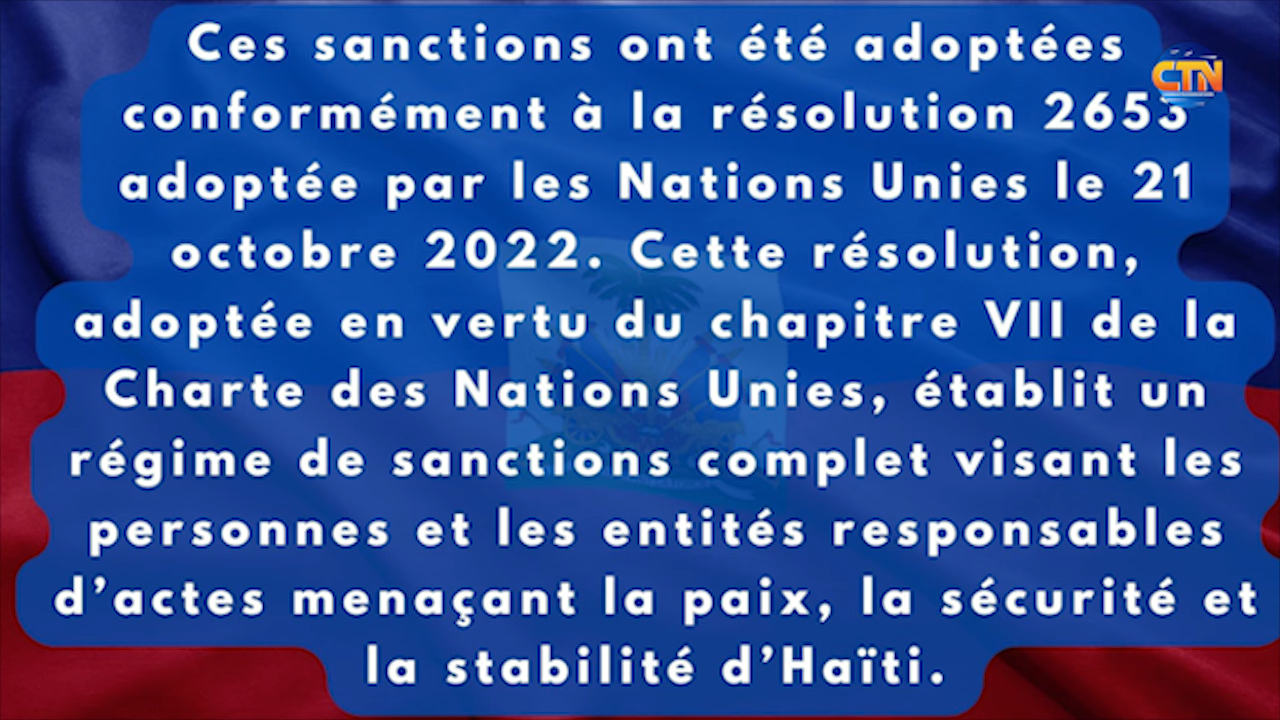 Ces sanctions ont été adoptées
CTN
conformément à la résolution 2653
adoptée par les Nations Unies le 21
octobre 2022. Cette résolution,
adoptée en vertu du chapitre VII de la
Charte des Nations Unies, établit un
régime de sanctions complet visant les
personnes et les entités responsables
d’actes menaçant la paix, la sécurité et
la stabilité d’Haïti.